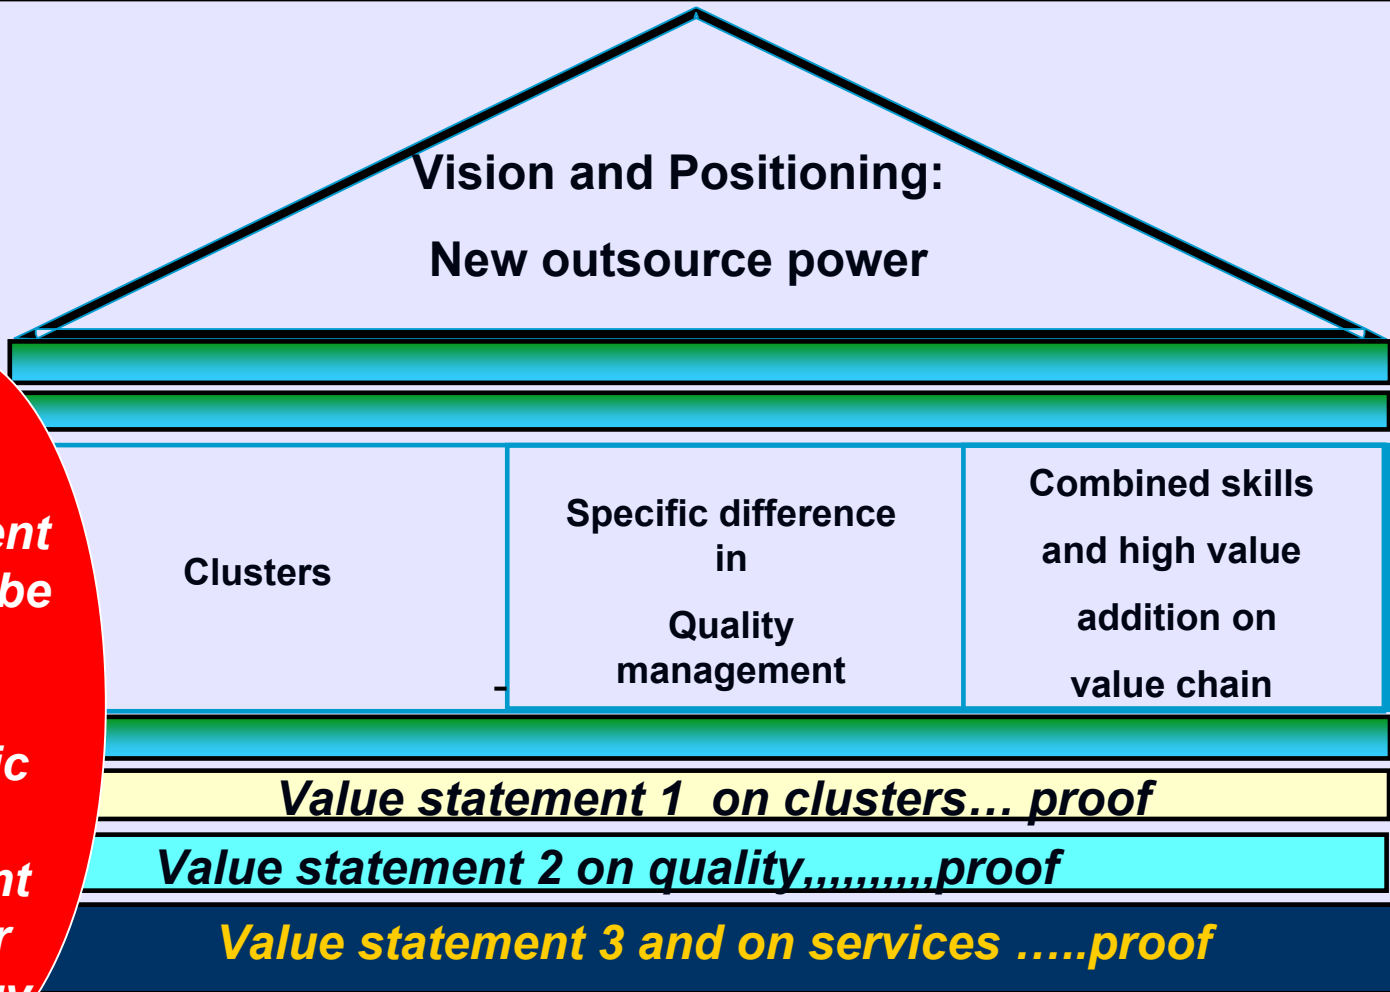 Vision and Positioning:
New outsource power
Clusters
-
Specific difference
in
Quality
management
Combined skills
and high value
addition on
value chain
be
Value statement 1  on clusters… proof
Value statement 2 on quality,,,,,,,,,,proof
Value statement 3 and on services …..proof